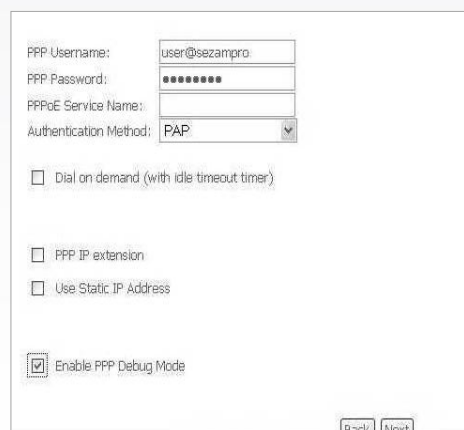 PPP Username: user@sezampro
PPP Password: ●●●●●●●●
PPPoE Service Name:
Authentication Method: PAP
Dial on demand (with idle timeout timer)
PPP IP extension
Use Static IP Address
Enable PPP Debug Mode
Back Next